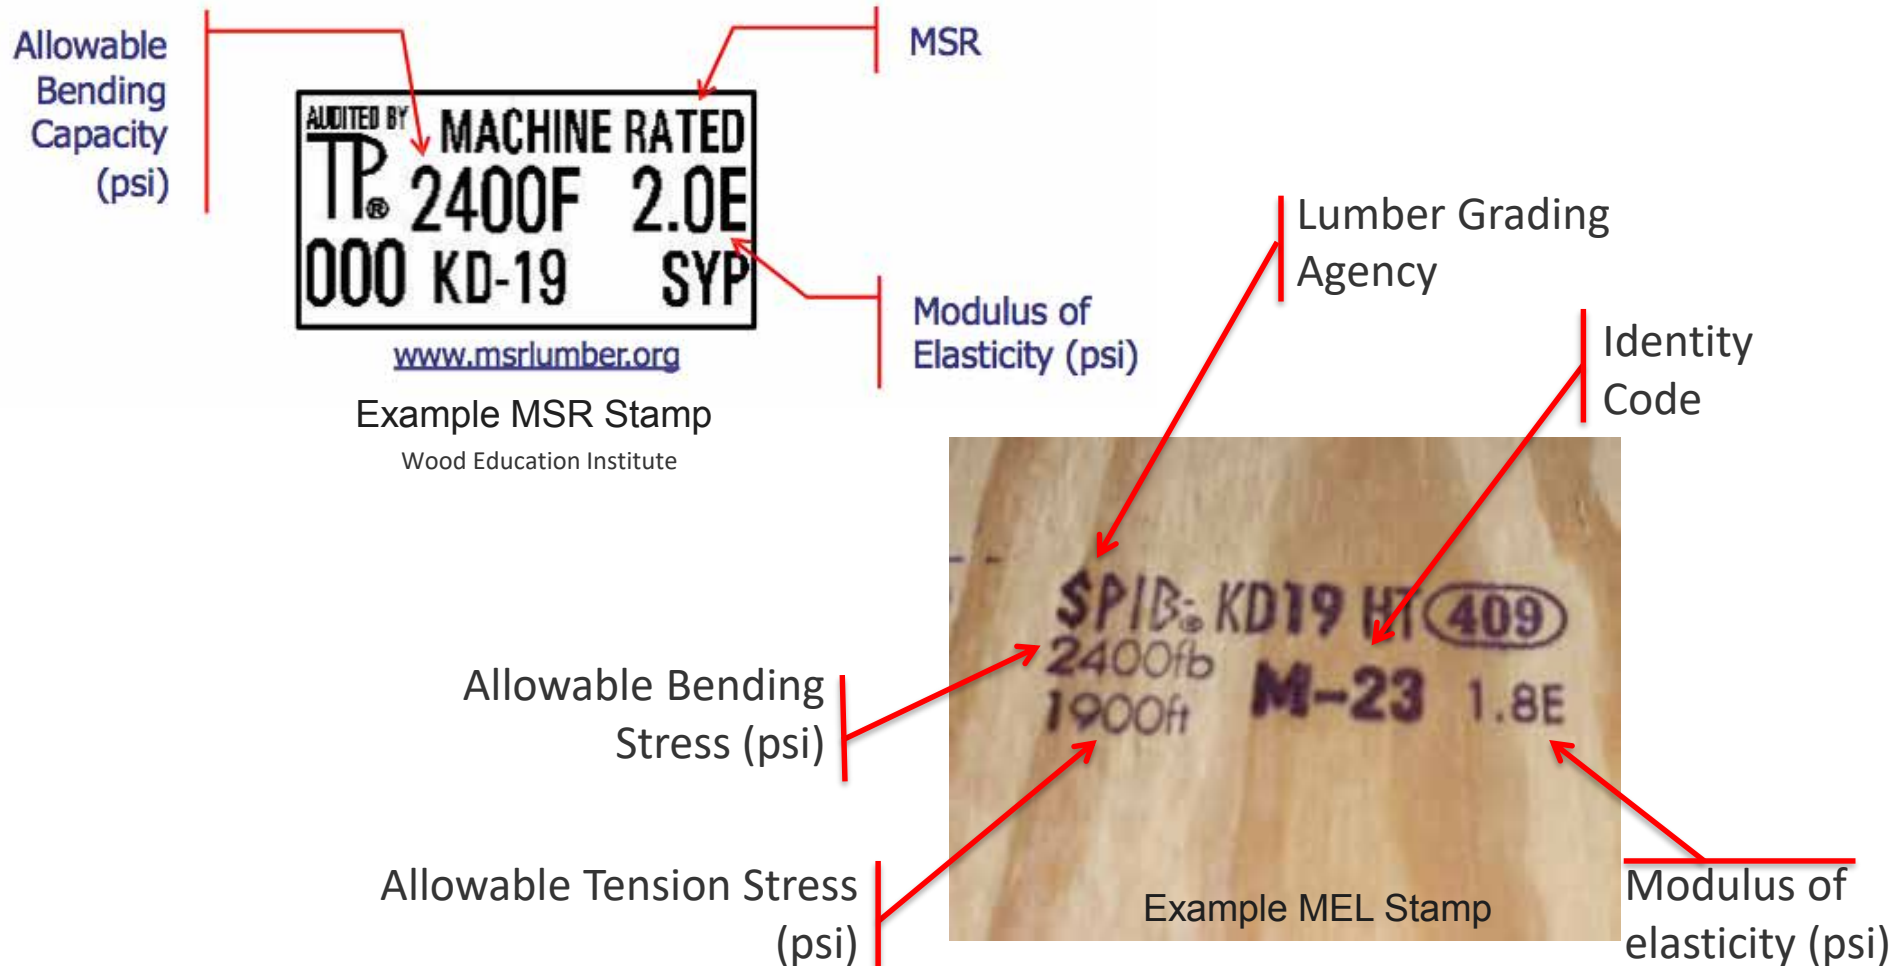 Allowable
Bending
Capacity
(psi)
MSR
AUDITED BY
TP® MACHINE RATED
2400F 2.0E
000 KD-19 SYP
Modulus of
Elasticity (psi)
www.msrlumber.org
Example MSR Stamp
Wood Education Institute
Lumber Grading
Agency
Identity
Code
SPIB® KD19 HT 409
2400fb
1900ft M-23 1.8E
Allowable Bending
Stress (psi)
Allowable Tension Stress
(psi)
Example MEL Stamp
Modulus of
elasticity (psi)